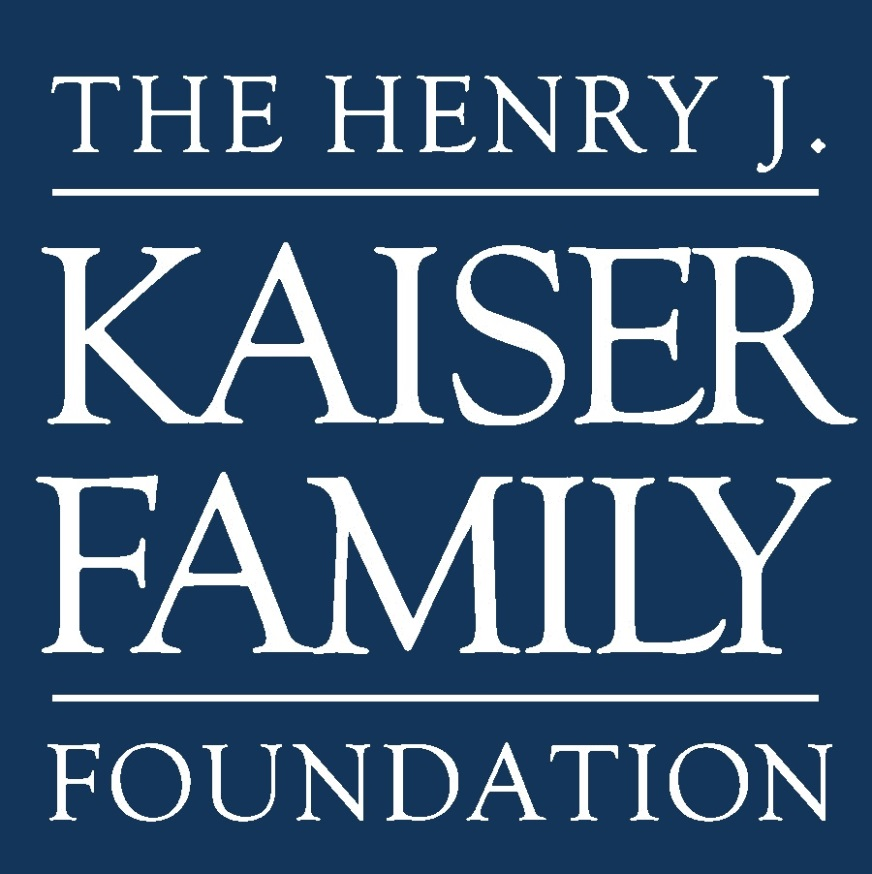 THE HENRY J.
KAISER
FAMILY
FOUNDATION